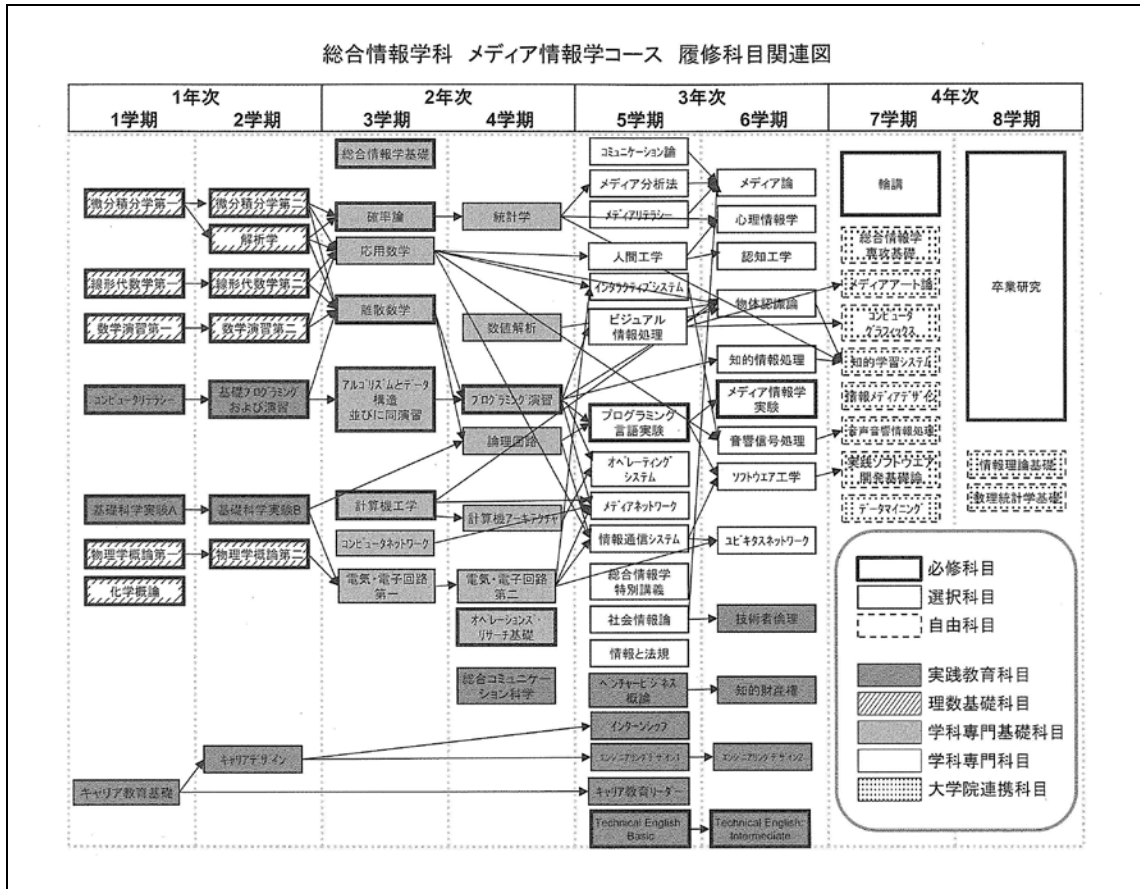 総合情報学科 メディア情報学コース 履修科目関連図
1年次
2年次
3年次
4年次
1学期
2学期
3学期
4学期
5学期
6学期
7学期
8学期
微分積分学第一
線形代数学第一
数学演習第一
コンピュータリテラシー
基礎科学実験A
物理学概論第一
化学概論
キャリア教育基礎
微分積分学第二
解析学
線形代数学第二
数学演習第二
基礎プログラミング
および演習
基礎科学実験B
物理学概論第二
キャリアデザイン
総合情報学基礎
確率論
応用数学
離散数学
アルゴリズムとデータ
構造
並びに同演習
計算機工学
コンピュータネットワーク
電気・電子回路
第一
統計学
数値解析
プログラミング演習
論理回路
計算機アーキテクチャ
電気・電子回路
第二
オペレーションズ・
リサーチ基礎
総合コミュニケー
ション科学
コミュニケーション論
メディア分析法
メディアリテラシー
人間工学
インタラクティブシステム
ビジュアル
情報処理
プログラミング
言語実験
オペレーティング
システム
メディアネットワーク
情報通信システム
総合情報学
特別講義
社会情報論
情報と法規
ベンチャービジネス
概論
インターンシップ
エンジニアリングデザイン1
キャリア教育リーダー
Technical English
Basic
メディア論
心理情報学
認知工学
物体認識論
知的情報処理
メディア情報学
実験
音響信号処理
ソフトウエア工学
ユビキタスネットワーク
技術者倫理
知的財産権
エンジニアリングデザイン2
Technical English:
Intermediate
輪講
総合情報学
専攻基礎
メディアアート論
コンピュータ
グラフィックス
知的学習システム
情報メディアデザイン
音声音響情報処理
実践ソフトウエア
開発基礎論
データマイニング
卒業研究
情報理論基礎
数理統計学基礎
必修科目
選択科目
自由科目
実践教育科目
理数基礎科目
学科専門基礎科目
学科専門科目
大学院連携科目